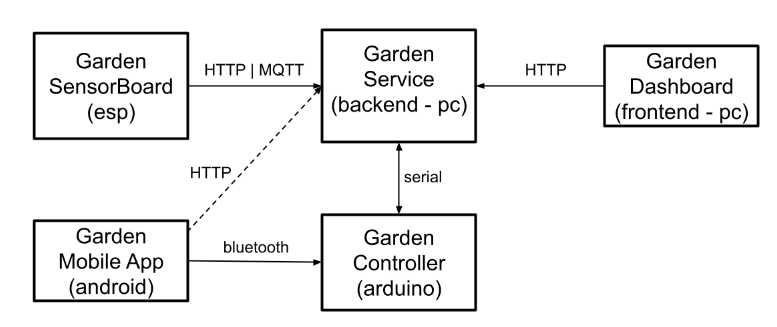 Garden
SensorBoard
(esp)
HTTP | MQTT
Garden
Service
(backend - pc)
HTTP
Garden
Dashboard
(frontend - pc)
HTTP
serial
Garden
Mobile App
(android)
bluetooth
Garden
Controller
(arduino)